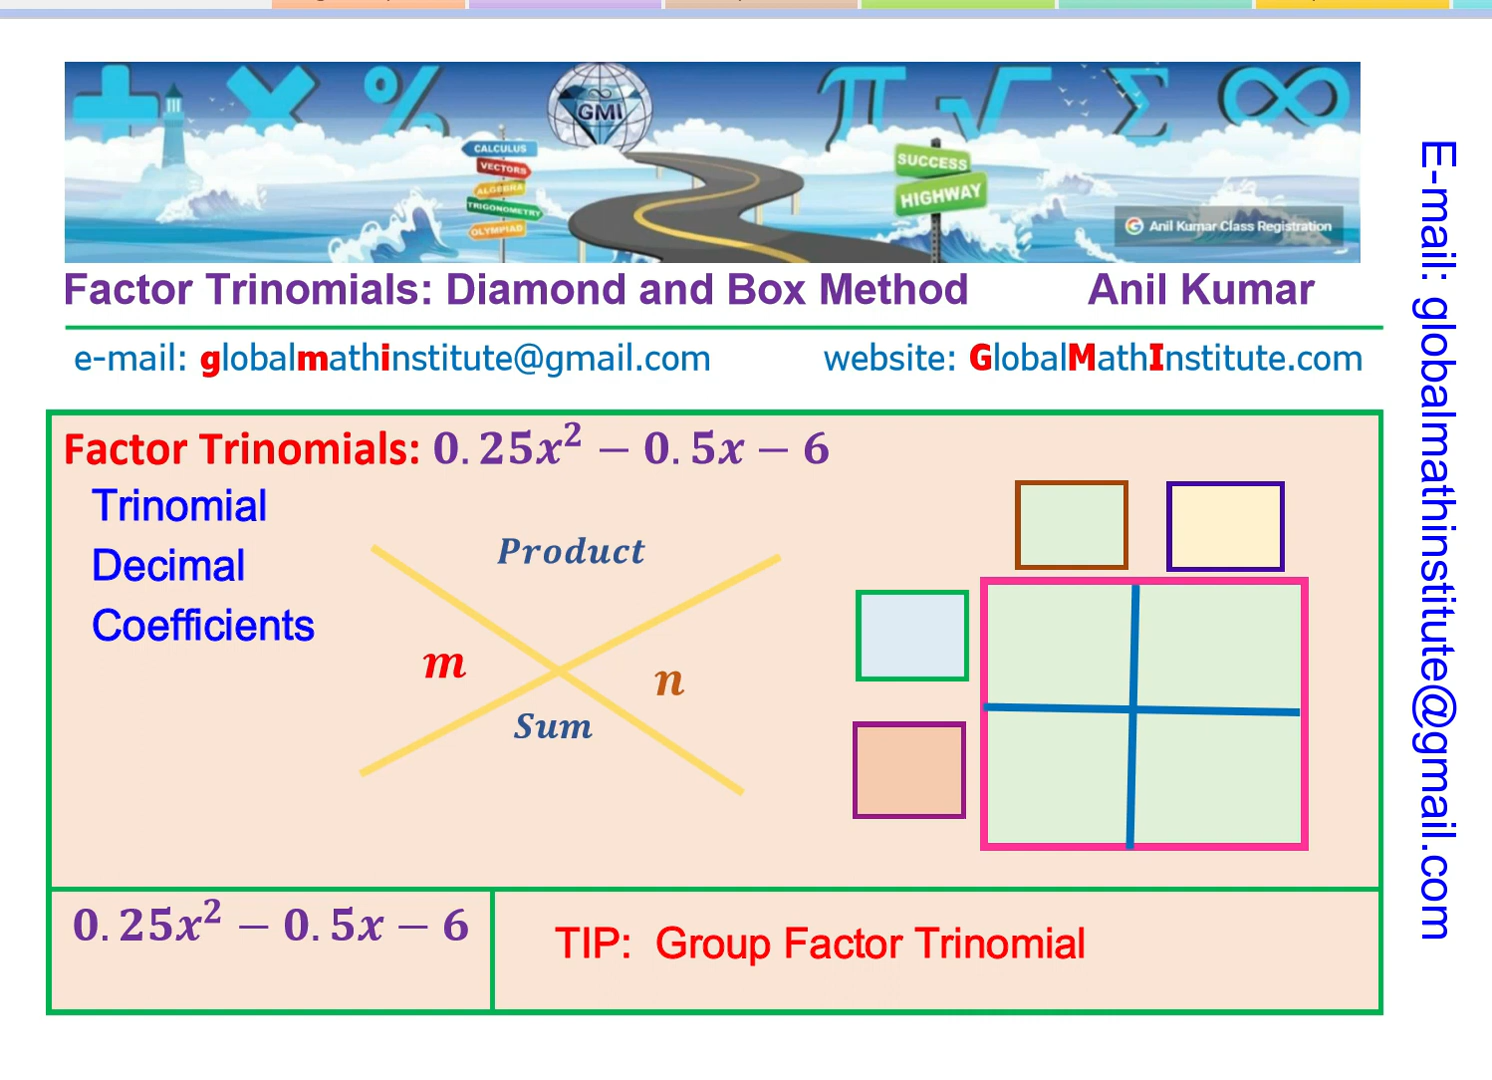 GMI
CALCULUS
VECTORS
ALGEBRA
TRIGONOMETRY
OLYMPIAD
SUCCESS
HIGHWAY
Anil Kumar Class Registration
Factor Trinomials: Diamond and Box Method Anil Kumar
e-mail: globalmathinstitute@gmail.com website: GlobalMathInstitute.com
Factor Trinomials: 0.25x² − 0.5x − 6
Trinomial
Decimal
Coefficients
Product
m
n
Sum
0.25x² − 0.5x − 6
TIP: Group Factor Trinomial
E-mail: globalmathinstitute@gmail.com